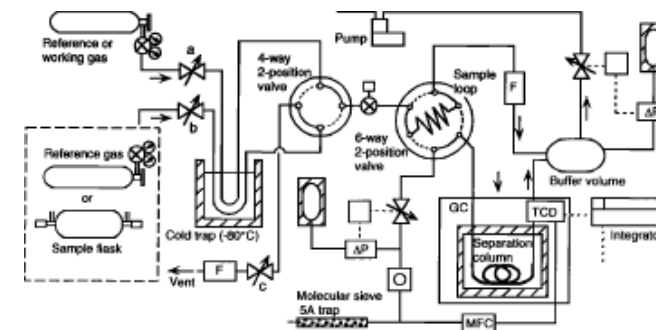 Reference or
working gas
a
4-way
2-position
valve
Pump
Sample
loop
F
b
ΔP
Reference gas
or
Sample flask
6-way
2-position
valve
Buffer volume
GC
TCD
Integrator
Cold trap (-80°C)
ΔP
Separation
column
Vent
F
c
O
Molecular sieve
5A trap
MFC